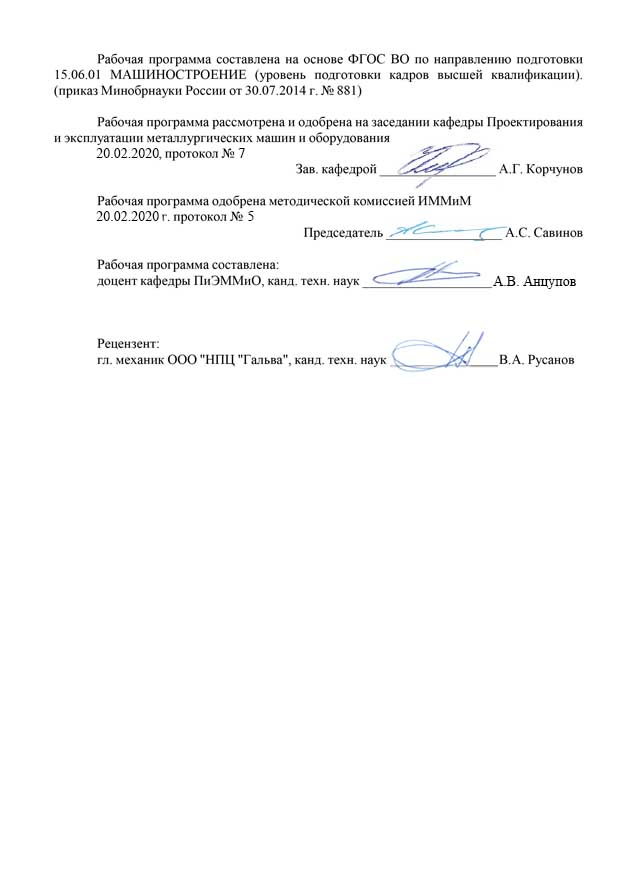 Рабочая программа составлена на основе ФГОС ВО по направлению подготовки
15.06.01 МАШИНОСТРОЕНИЕ (уровень подготовки кадров высшей квалификации).
(приказ Минобрнауки России от 30.07.2014 г. № 881)
Рабочая программа рассмотрена и одобрена на заседании кафедры Проектирования
и эксплуатации металлургических машин и оборудования
20.02.2020, протокол № 7
Зав. кафедрой _________________ А.Г. Корчунов
Рабочая программа одобрена методической комиссией ИММиМ
20.02.2020 г. протокол № 5
Председатель _________________ А.С. Савинов
Рабочая программа составлена:
доцент кафедры ПиЭММиО, канд. техн. наук ___________________А.В. Анцупов
Рецензент:
гл. механик ООО "НПЦ "Гальва", канд. техн. наук ________________В.А. Русанов